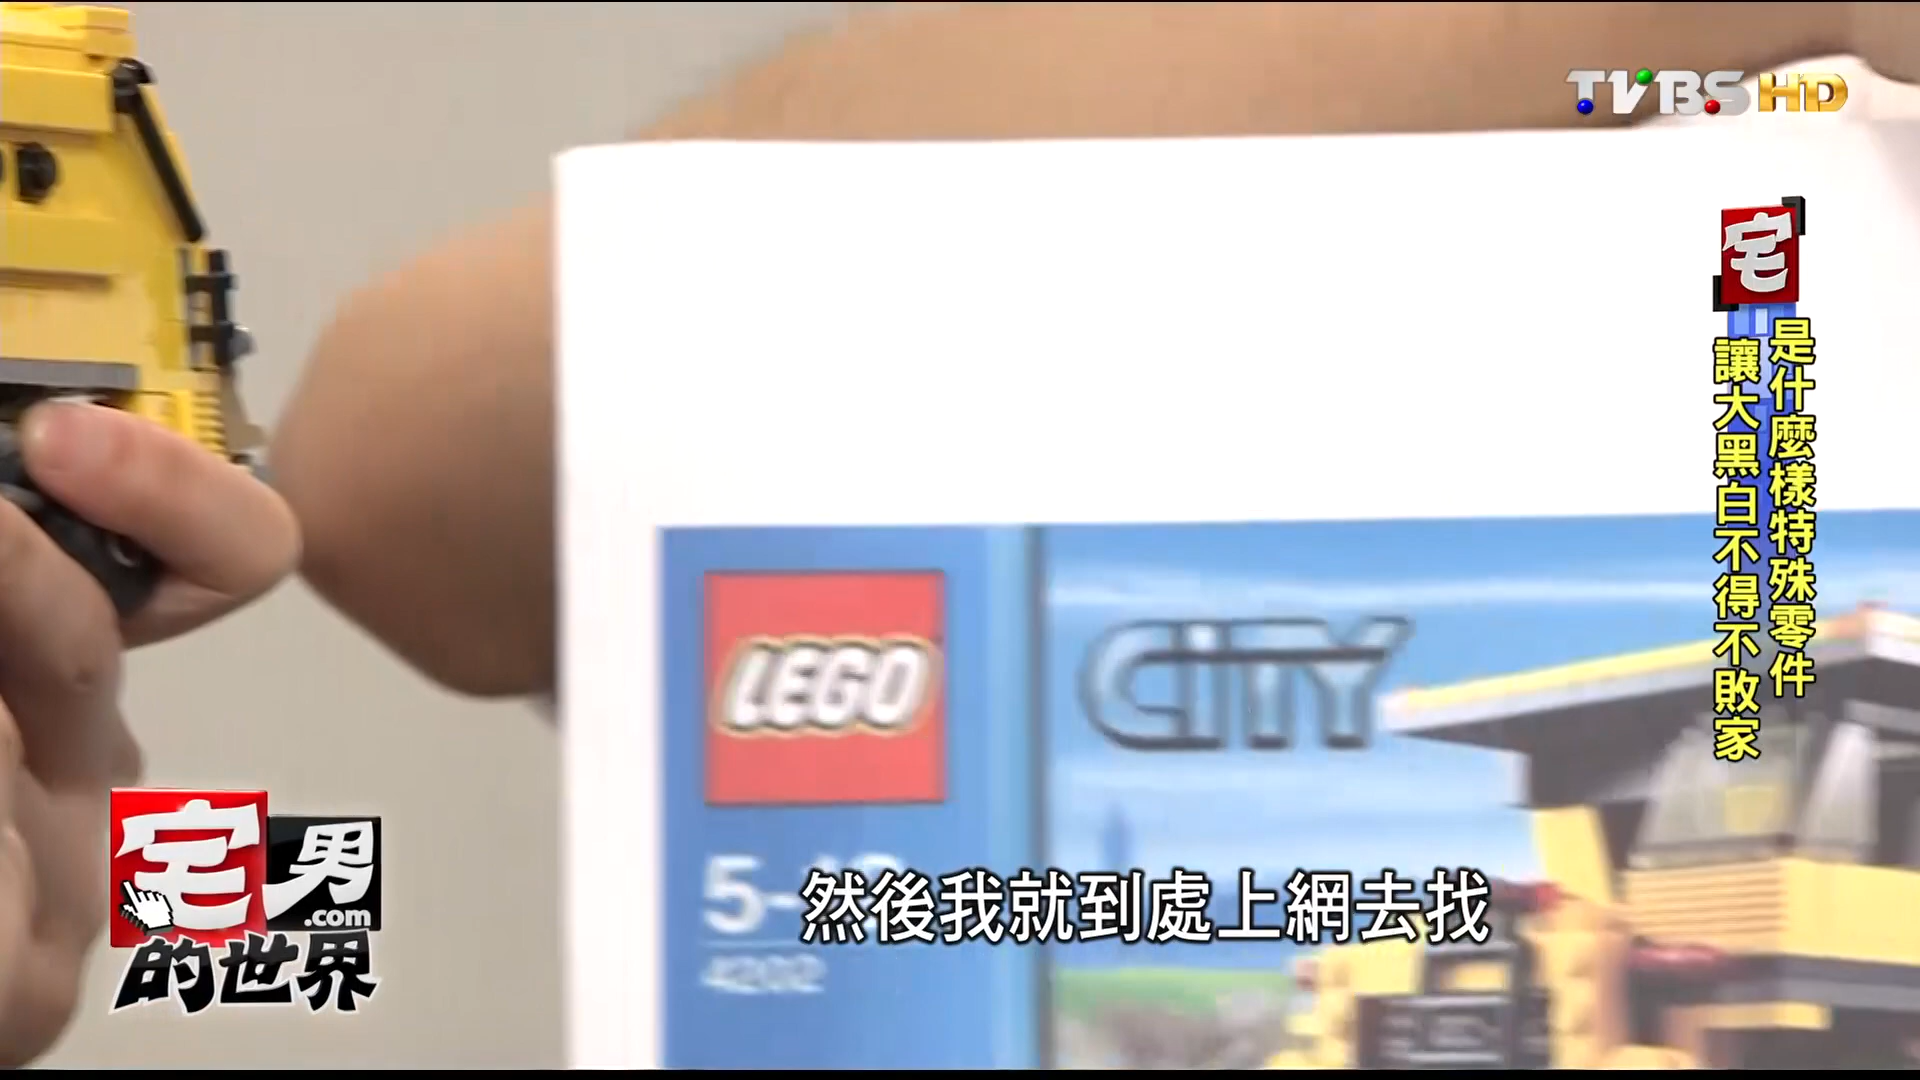 TVBS HD
宅
是什麼樣特殊零件
讓大黑白不得不敗家
LEGO
CITY
4202
然後我就到處上網去找
宅男
.com
的世界